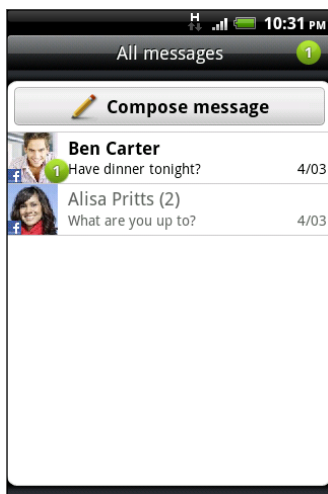 H 10:31 PM
All messages 1
Compose message
Ben Carter
1 Have dinner tonight? 4/03
Alisa Pritts (2)
What are you up to? 4/03